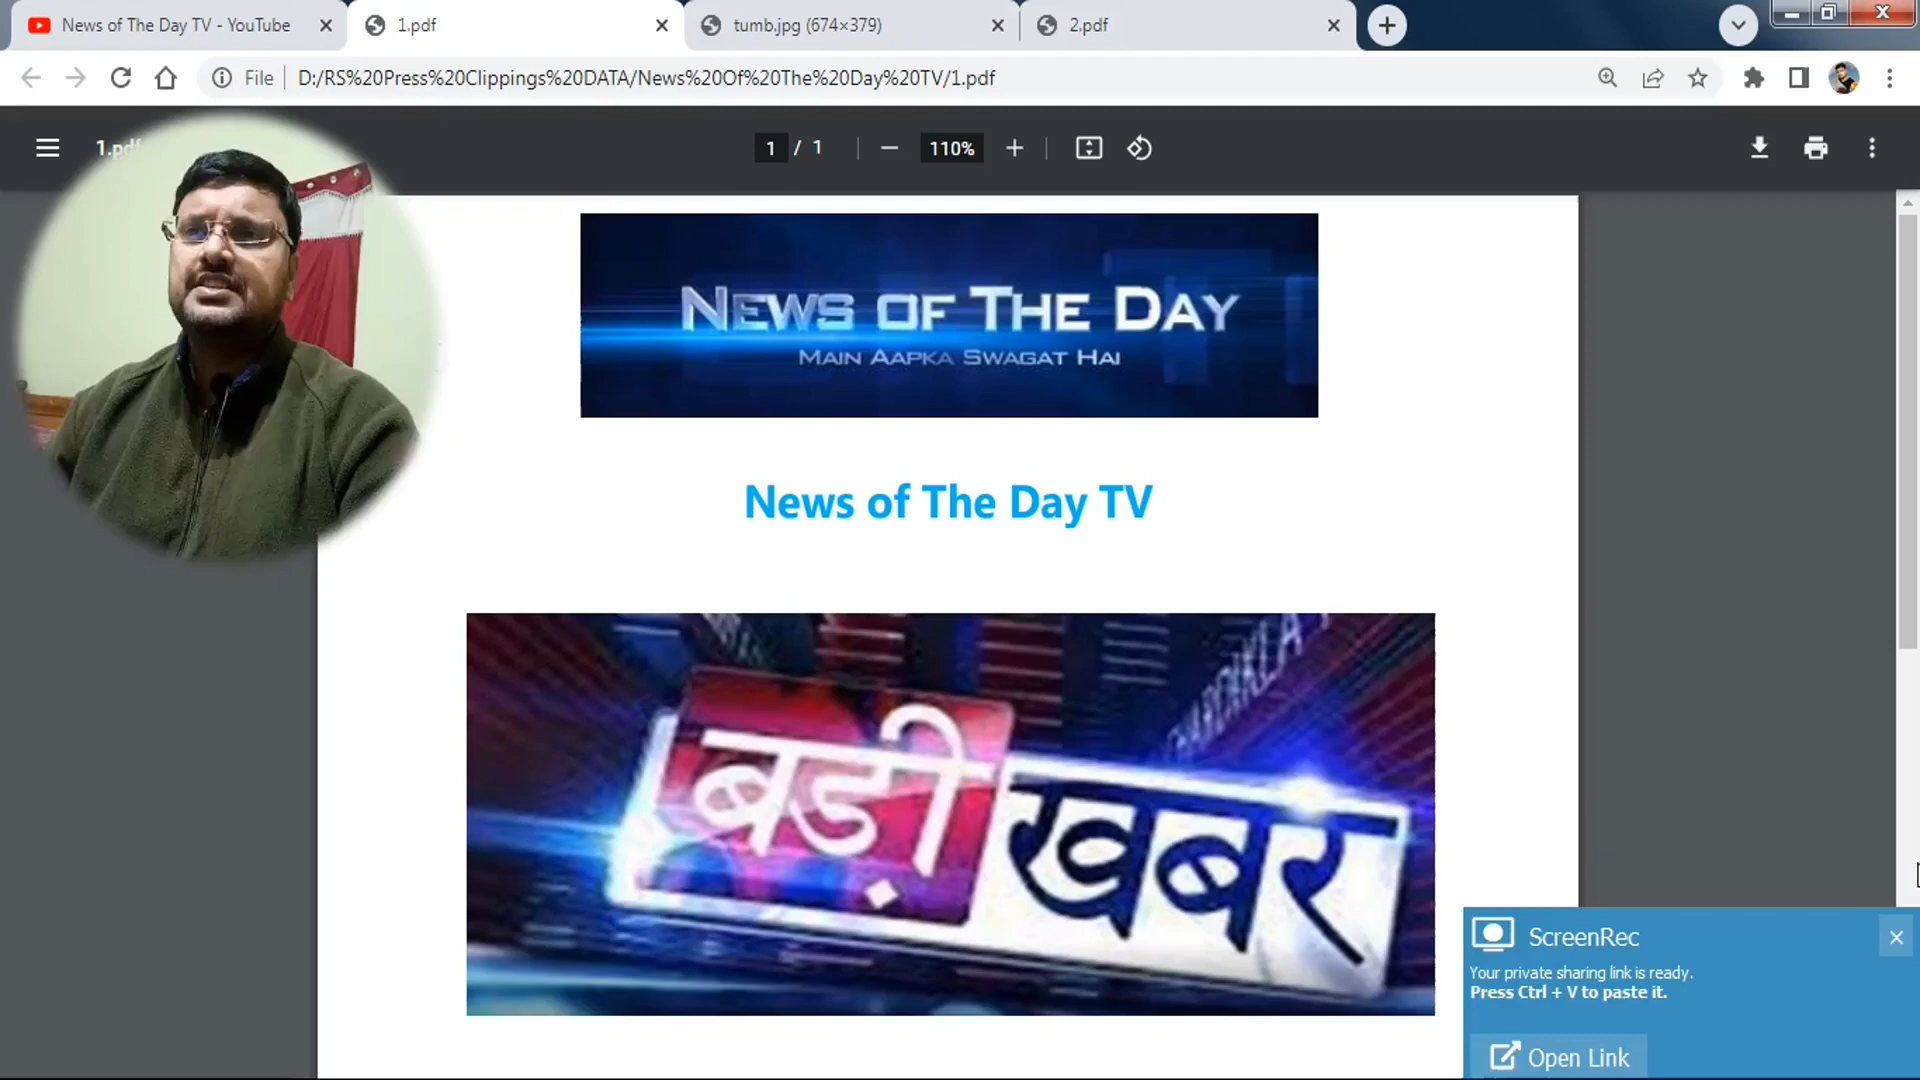 News of The Day TV - YouTube
1.pdf
tumb.jpg (674×379)
2.pdf
File
D:/RS%20Press%20Clippings%20DATA/News%20Of%20The%20Day%20TV/1.pdf
1.pdf
1 / 1
110%
NEWS OF THE DAY
MAIN AAPKA SWAGAT HAI
News of The Day TV
CHARDIKLA
बड़ी खबर
ScreenRec
Your private sharing link is ready.
Press Ctrl + V to paste it.
Open Link